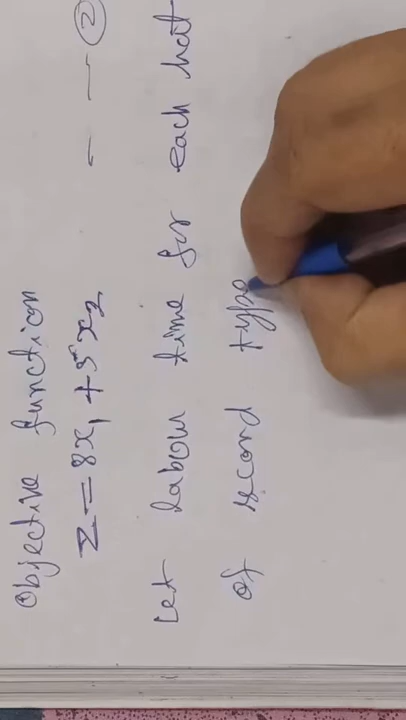 Objective function
Z = 8x₁ + 5x₂ - - ②
Let labour time for each hat
of second type